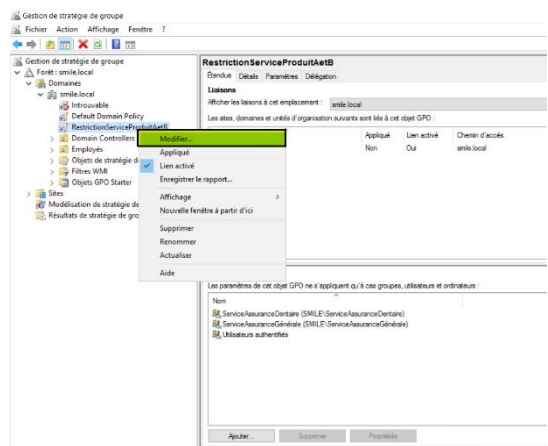 Gestion de stratégie de groupe
Fichier Action Affichage Fenêtre ?
Gestion de stratégie de groupe
Forêt : smile.local
Domaines
smile.local
Introuvable
Default Domain Policy
RestrictionServiceProduitAetB
Domain Controllers
Employés
Objets de stratégie d
Filtres WMI
Objets GPO Starter
Sites
Modélisation de stratégie de
Résultats de stratégie de gro
Modifier...
Appliqué
Lien activé
Enregistrer le rapport...
Affichage
Nouvelle fenêtre à partir d'ici
Supprimer
Renommer
Actualiser
Aide
RestrictionServiceProduitAetB
Étendue Détails Paramètres Délégation
Liaisons
Afficher les liaisons à cet emplacement : smile.local
Les sites, domaines et unités d'organisation suivants sont liés à cet objet GPO :
Appliqué Lien activé Chemin d'accès
Non Oui smile.local
Les paramètres de cet objet GPO ne s'appliquent qu'à ces groupes, utilisateurs et ordinateurs :
Nom
ServiceAssuranceDentaire (SMILE\ServiceAssuranceDentaire)
ServiceAssuranceGénérale (SMILE\ServiceAssuranceGénérale)
Utilisateurs authentifiés
Ajouter... Supprimer Propriétés